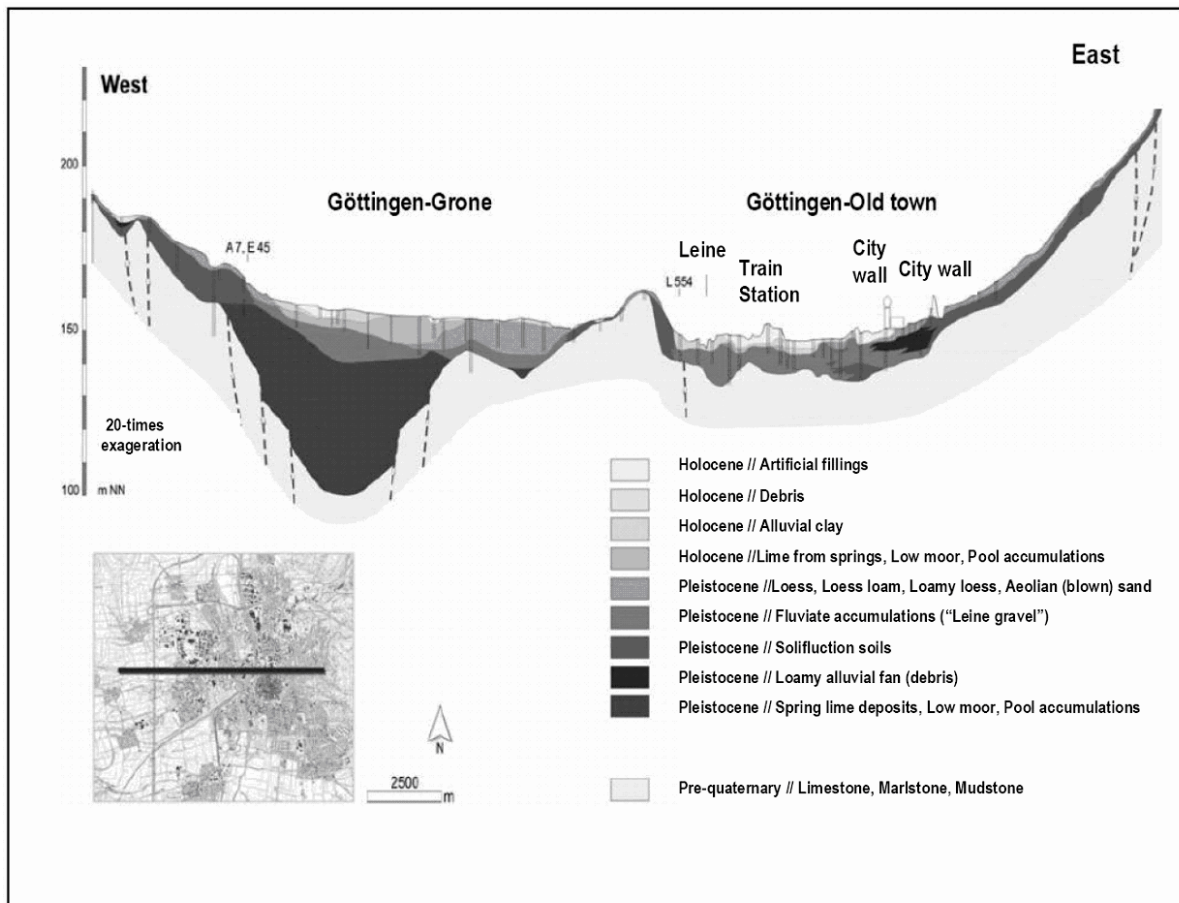 East
West
200
Göttingen-Grone
Göttingen-Old town
A7, E45
Leine
City
wall
City wall
L554
Train
Station
150
20-times
exageration
100
m NN
Holocene // Artificial fillings
Holocene // Debris
Holocene // Alluvial clay
Holocene //Lime from springs, Low moor, Pool accumulations
Pleistocene //Loess, Loess loam, Loamy loess, Aeolian (blown) sand
Pleistocene // Fluviate accumulations (“Leine gravel”)
Pleistocene // Solifluction soils
Pleistocene // Loamy alluvial fan (debris)
Pleistocene // Spring lime deposits, Low moor, Pool accumulations
N
2500
m
Pre-quaternary // Limestone, Marlstone, Mudstone